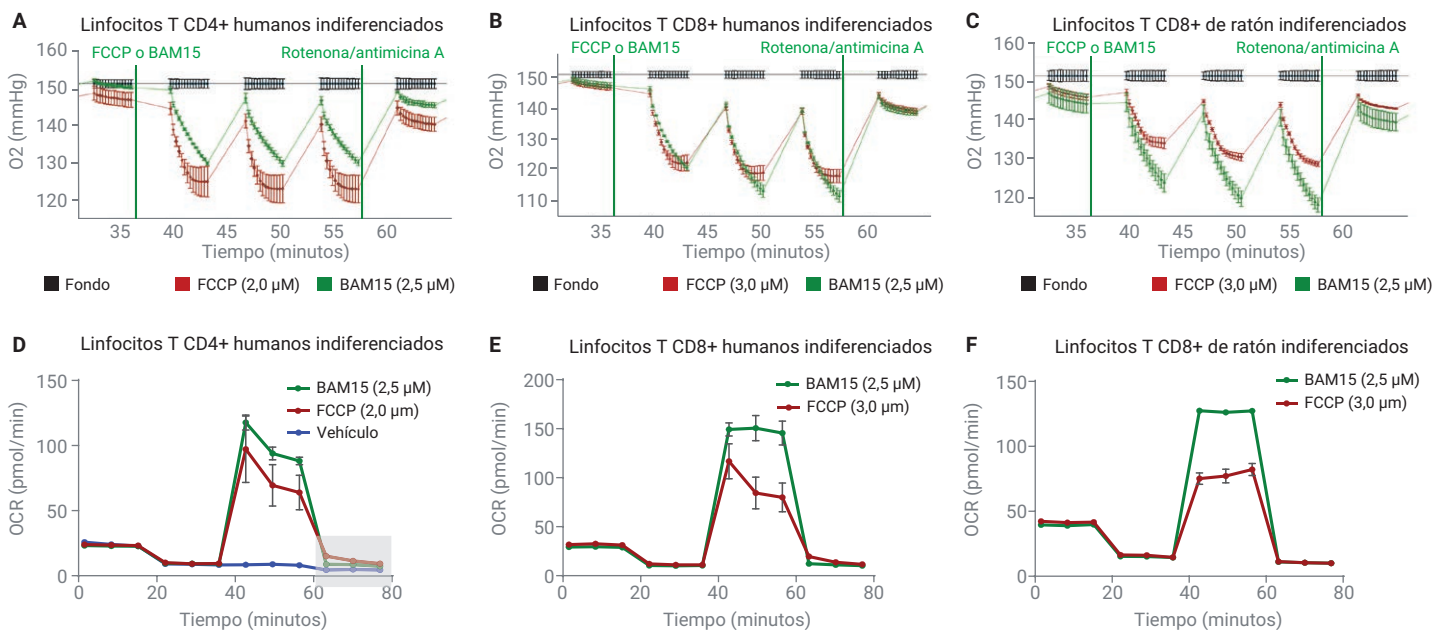 A Linfocitos T CD4+ humanos indiferenciados
FCCP o BAM15
Rotenona/antimicina A
O2 (mmHg)
160
150
140
130
120
35 40 45 50 55 60
Tiempo (minutos)
Fondo FCCP (2,0 μM) BAM15 (2,5 μM)
B Linfocitos T CD8+ humanos indiferenciados
FCCP o BAM15
Rotenona/antimicina A
O2 (mmHg)
150
140
130
120
110
35 40 45 50 55 60
Tiempo (minutos)
Fondo FCCP (3,0 μM) BAM15 (2,5 μM)
C Linfocitos T CD8+ de ratón indiferenciados
FCCP o BAM15
Rotenona/antimicina A
O2 (mmHg)
160
150
140
130
120
35 40 45 50 55 60
Tiempo (minutos)
Fondo FCCP (3,0 μM) BAM15 (2,5 μM)
D Linfocitos T CD4+ humanos indiferenciados
BAM15 (2,5 μM)
FCCP (2,0 μm)
Vehículo
OCR (pmol/min)
150
100
50
0
0 20 40 60 80
Tiempo (minutos)
E Linfocitos T CD8+ humanos indiferenciados
BAM15 (2,5 μM)
FCCP (3,0 μm)
OCR (pmol/min)
200
150
100
50
0
0 20 40 60 80
Tiempo (minutos)
F Linfocitos T CD8+ de ratón indiferenciados
BAM15 (2,5 μM)
FCCP (3,0 μm)
OCR (pmol/min)
150
100
50
0
0 20 40 60 80
Tiempo (minutos)